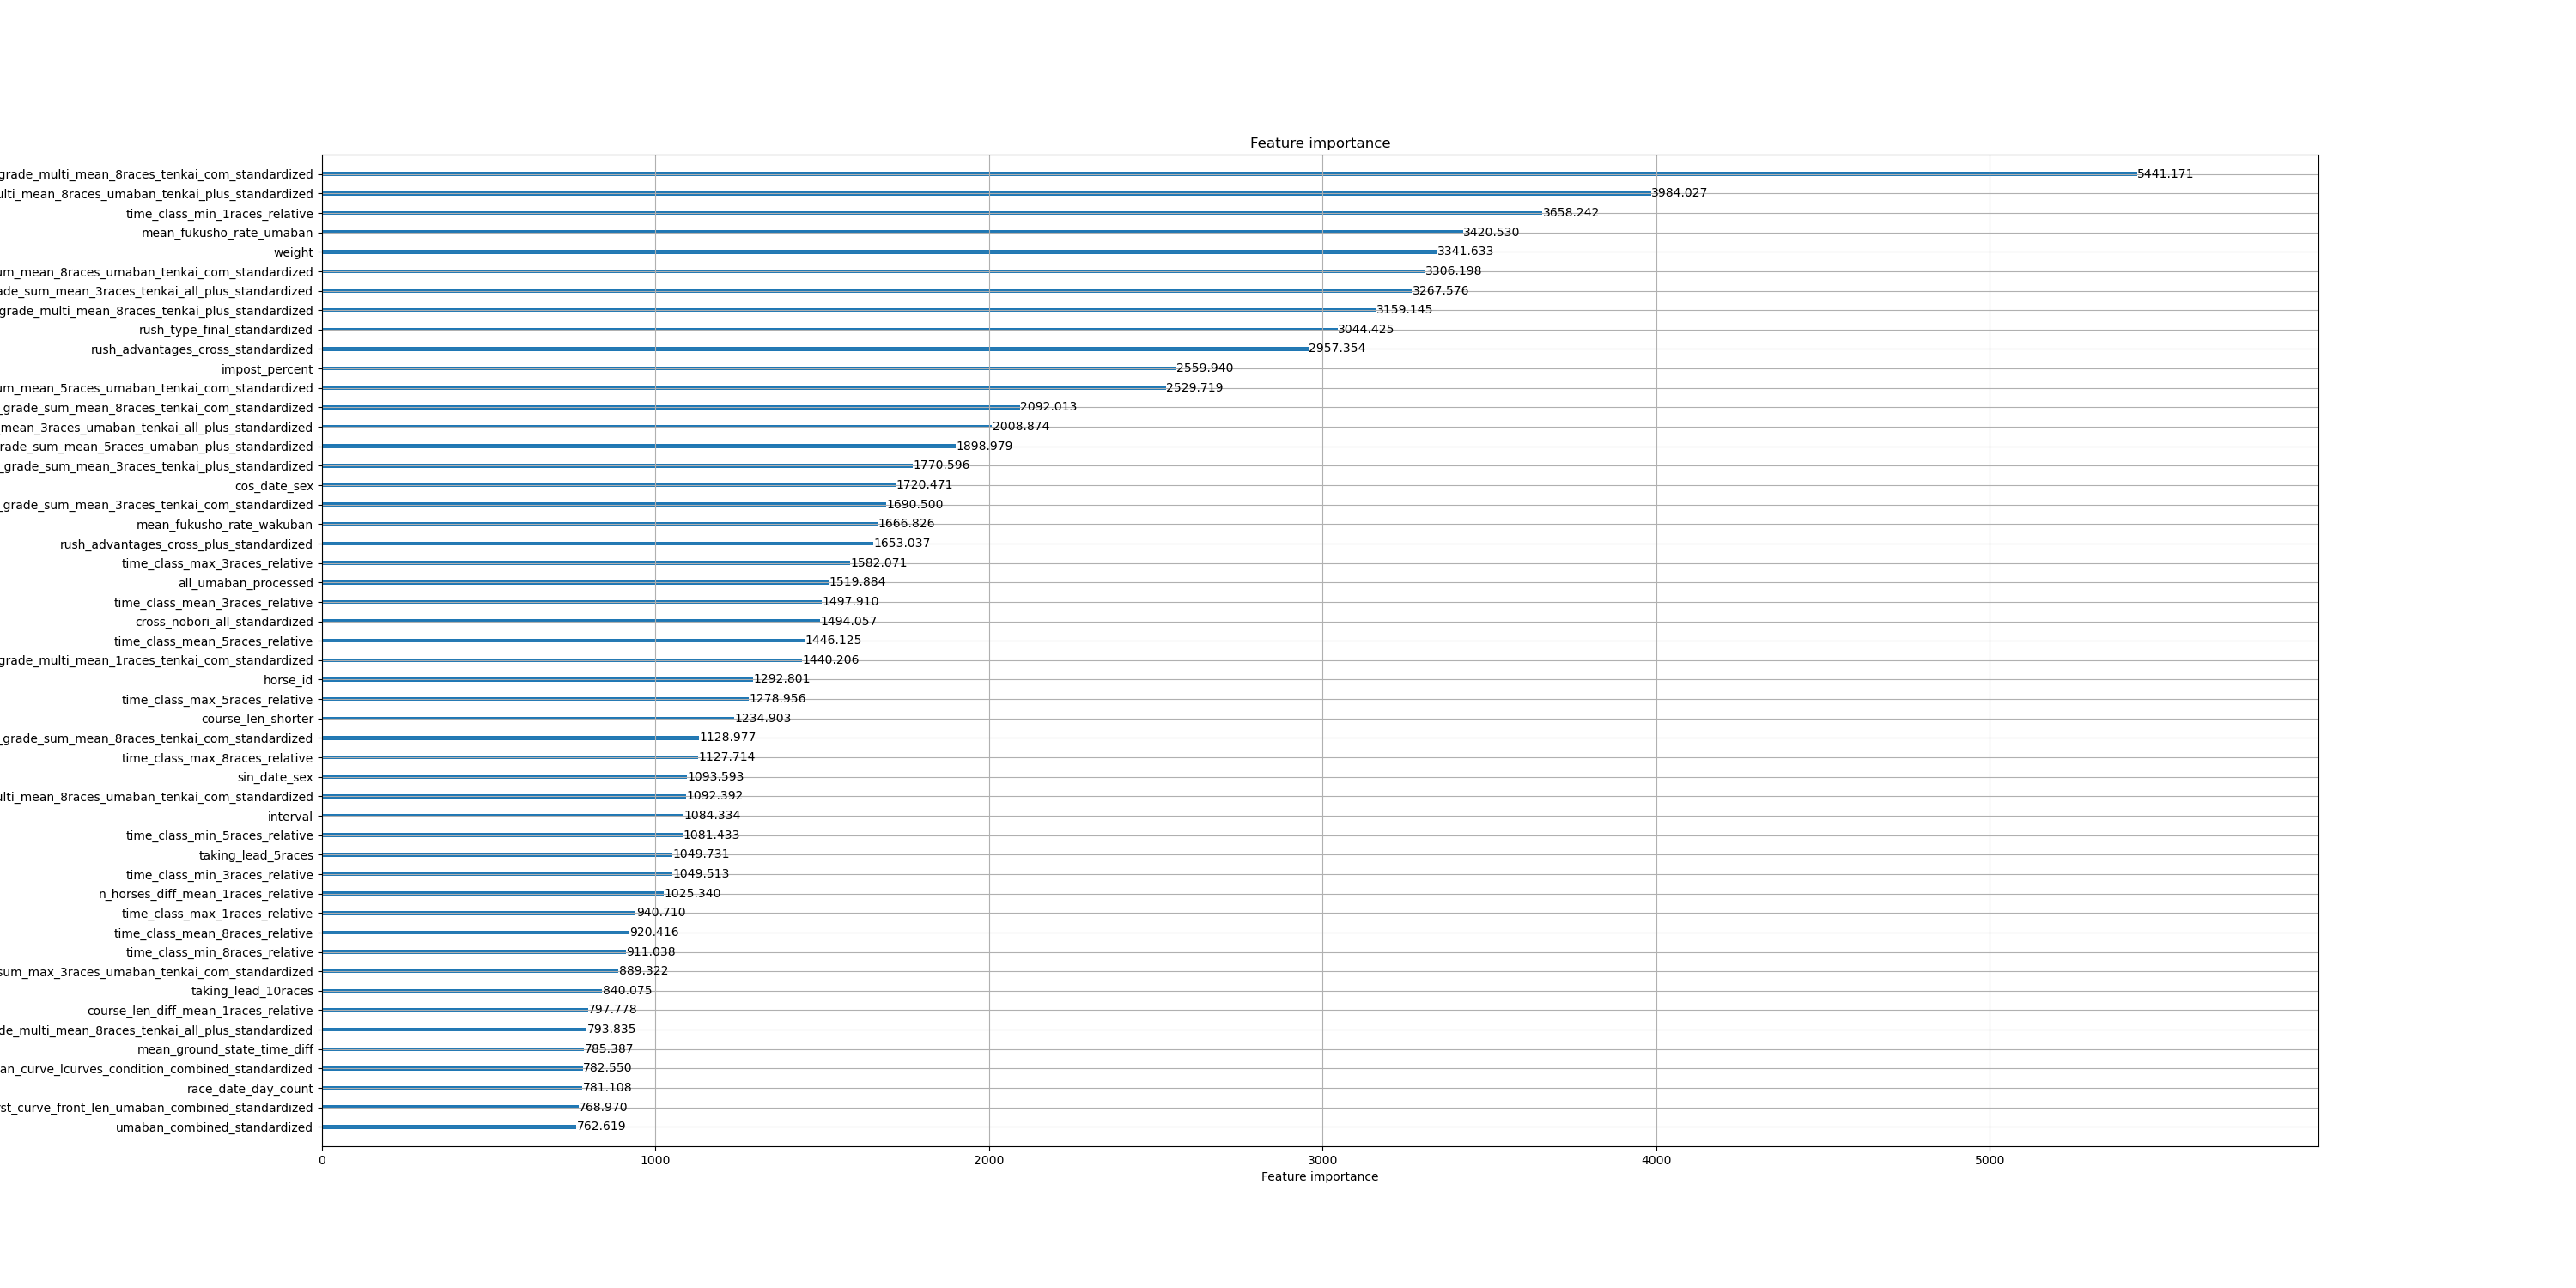 Feature importance
grade_multi_mean_8races_tenkai_com_standardized 5441.171
ulti_mean_8races_umaban_tenkai_plus_standardized 3984.027
time_class_min_1races_relative 3658.242
mean_fukusho_rate_umaban 3420.530
weight 3341.633
um_mean_8races_umaban_tenkai_com_standardized 3306.198
ade_sum_mean_3races_tenkai_all_plus_standardized 3267.576
grade_multi_mean_8races_tenkai_plus_standardized 3159.145
rush_type_final_standardized 3044.425
rush_advantages_cross_standardized 2957.354
impost_percent 2559.940
um_mean_5races_umaban_tenkai_com_standardized 2529.719
_grade_sum_mean_8races_tenkai_com_standardized 2092.013
mean_3races_umaban_tenkai_all_plus_standardized 2008.874
rade_sum_mean_5races_umaban_plus_standardized 1898.979
_grade_sum_mean_3races_tenkai_plus_standardized 1770.596
cos_date_sex 1720.471
_grade_sum_mean_3races_tenkai_com_standardized 1690.500
mean_fukusho_rate_wakuban 1666.826
rush_advantages_cross_plus_standardized 1653.037
time_class_max_3races_relative 1582.071
all_umaban_processed 1519.884
time_class_mean_3races_relative 1497.910
cross_nobori_all_standardized 1494.057
time_class_mean_5races_relative 1446.125
grade_multi_mean_1races_tenkai_com_standardized 1440.206
horse_id 1292.801
time_class_max_5races_relative 1278.956
course_len_shorter 1234.903
_grade_sum_mean_8races_tenkai_com_standardized 1128.977
time_class_max_8races_relative 1127.714
sin_date_sex 1093.593
ulti_mean_8races_umaban_tenkai_com_standardized 1092.392
interval 1084.334
time_class_min_5races_relative 1081.433
taking_lead_5races 1049.731
time_class_min_3races_relative 1049.513
n_horses_diff_mean_1races_relative 1025.340
time_class_max_1races_relative 940.710
time_class_mean_8races_relative 920.416
time_class_min_8races_relative 911.038
sum_max_3races_umaban_tenkai_com_standardized 889.322
taking_lead_10races 840.075
course_len_diff_mean_1races_relative 797.778
de_multi_mean_8races_tenkai_all_plus_standardized 793.835
mean_ground_state_time_diff 785.387
an_curve_lcurves_condition_combined_standardized 782.550
race_date_day_count 781.108
st_curve_front_len_umaban_combined_standardized 768.970
umaban_combined_standardized 762.619
0 1000 2000 3000 4000 5000
Feature importance